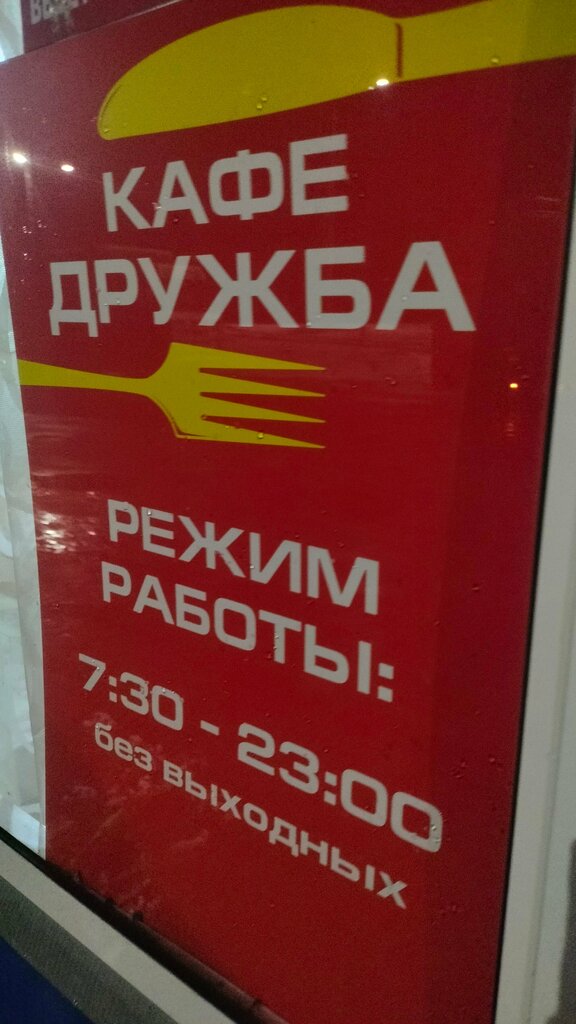 КАФЕ
ДРУЖБА
РЕЖИМ
РАБОТЫ:
7:30 - 23:00
без выходных